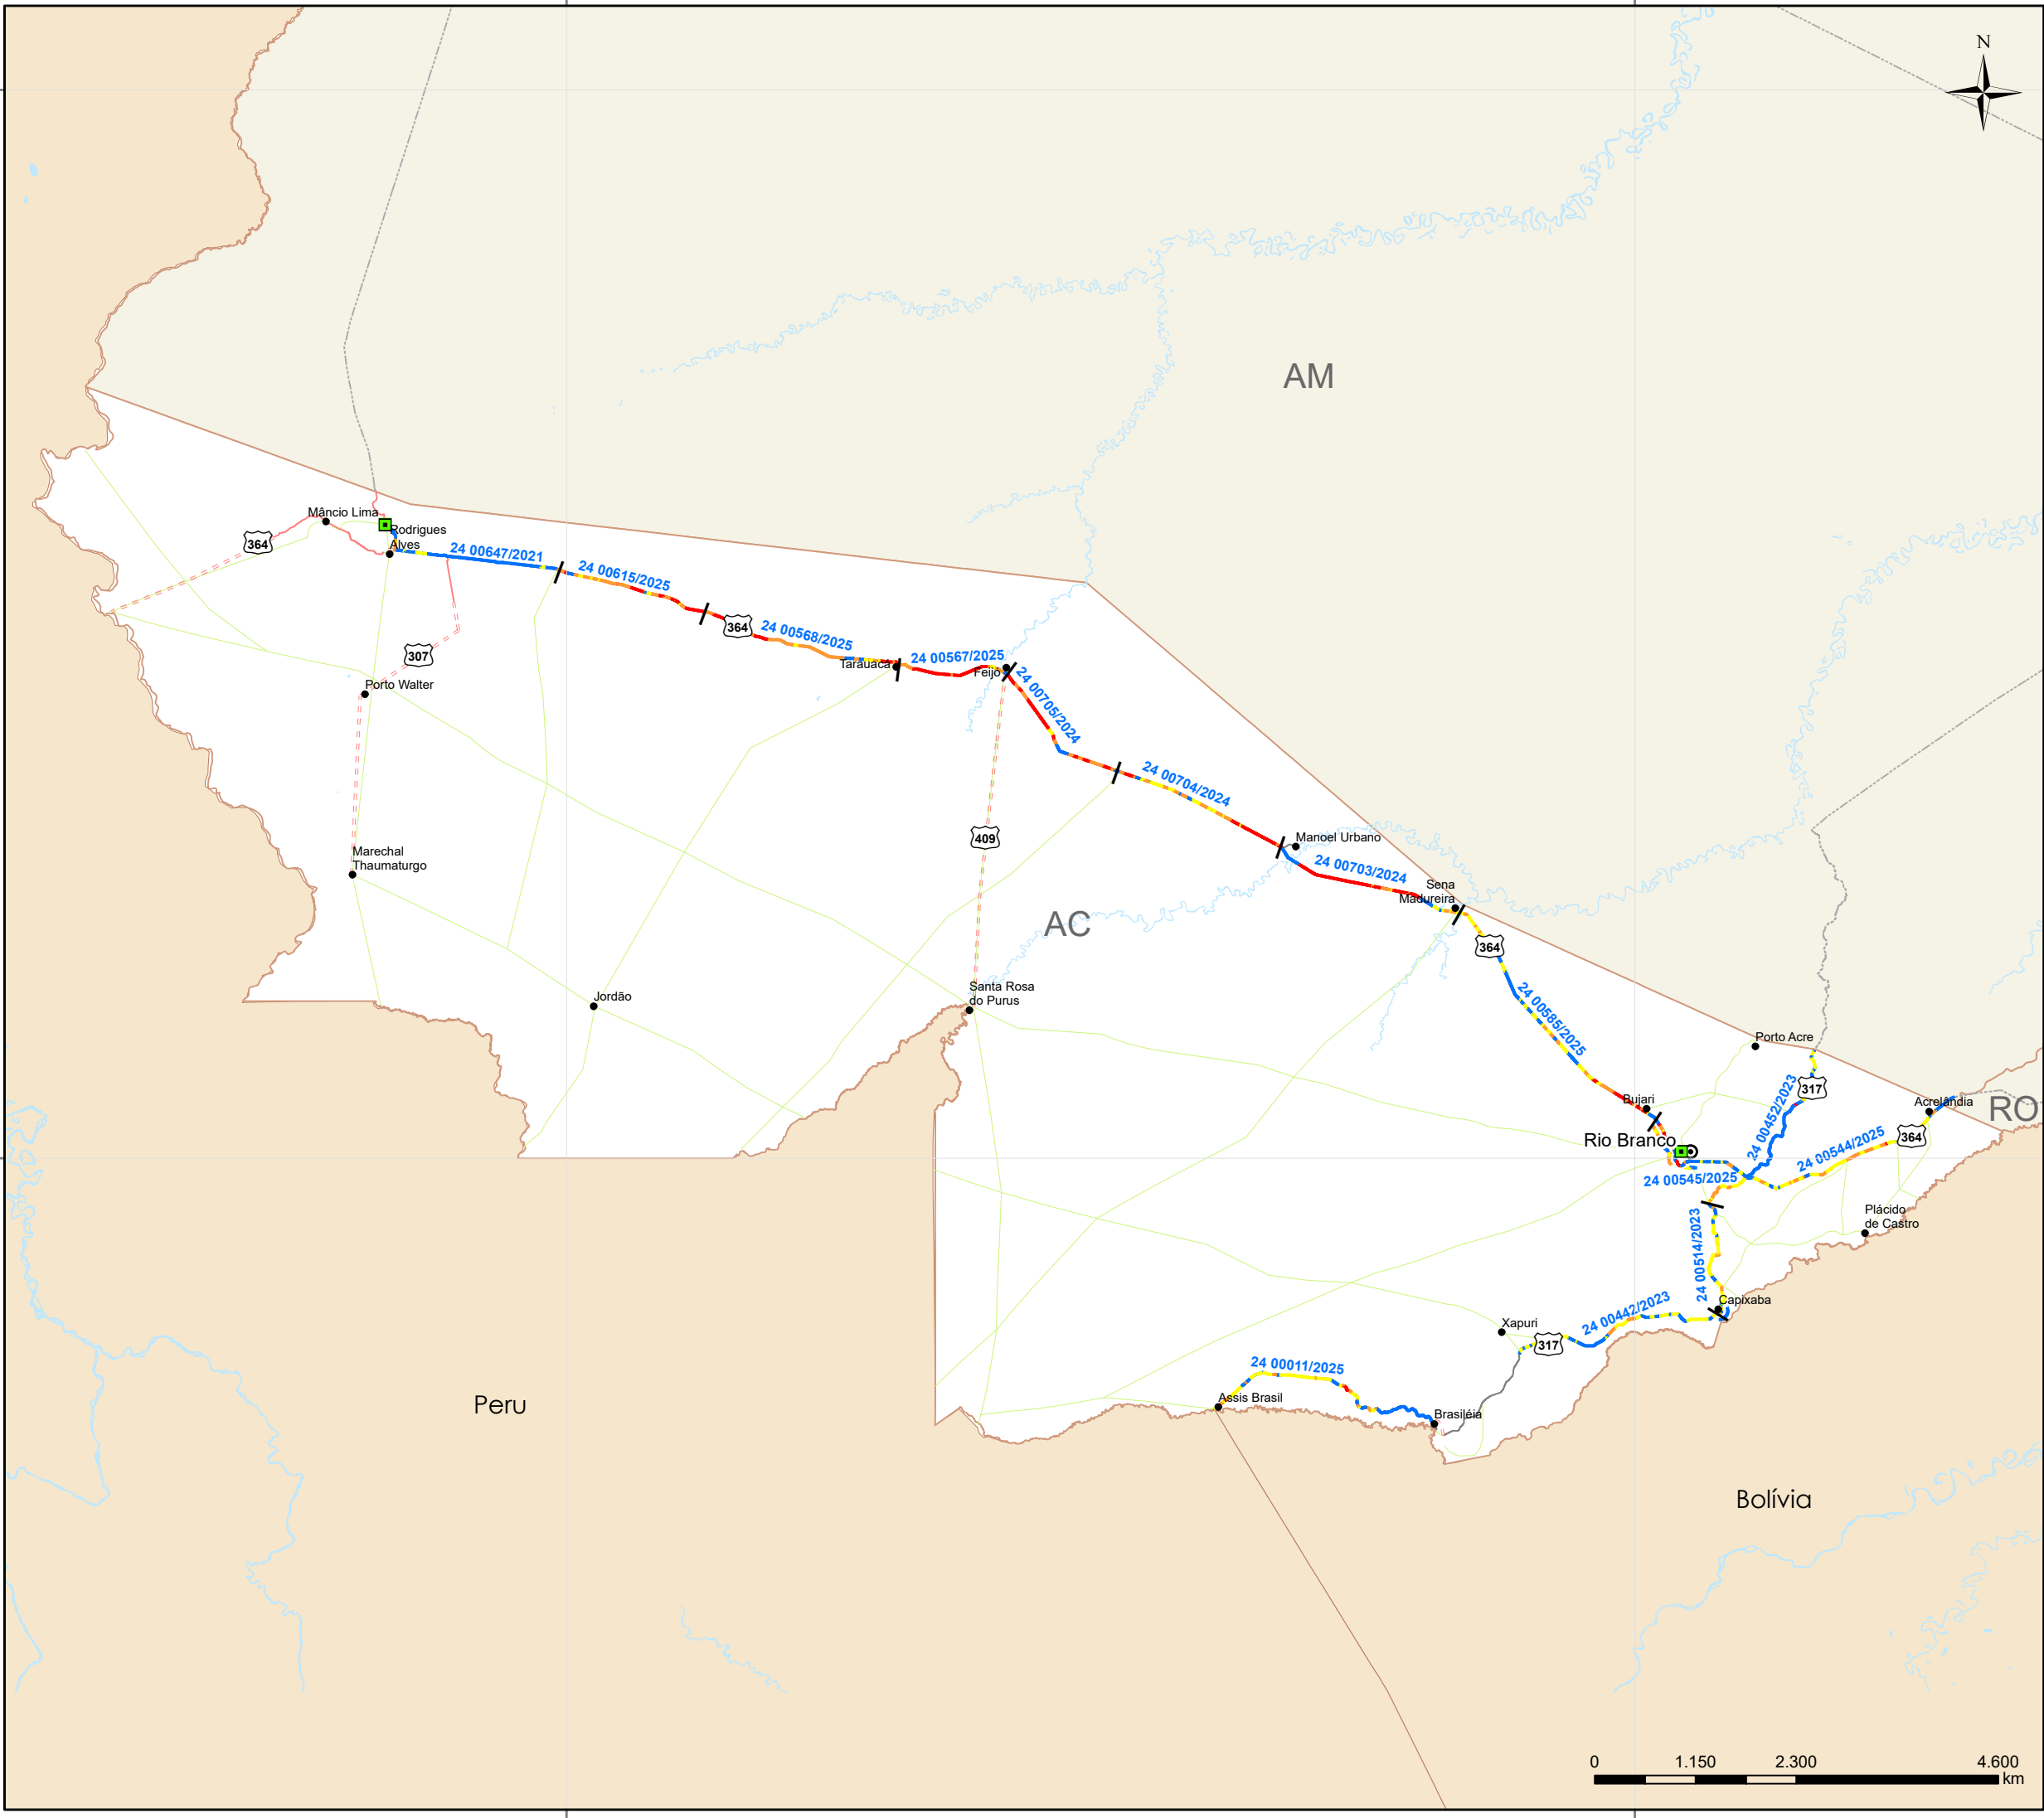 N
AM
Mâncio Lima
Rodrigues
Alves
364
24 00647/2021
24 00615/2025
364
24 00568/2025
Tarauacá
24 00567/2025
Feijó
24 00705/2024
307
Porto Walter
24 00704/2024
409
Manoel Urbano
Marechal
Thaumaturgo
24 00703/2024
Sena
Madureira
AC
364
Santa Rosa
do Purus
Jordão
24 00585/2025
Porto Acre
317
Bujari
24 00452/2023
Acrelândia
RO
364
Rio Branco
24 00544/2025
24 00545/2025
Plácido
de Castro
24 00514/2023
Capixaba
24 00442/2023
Xapuri
317
24 00011/2025
Assis Brasil
Brasiléia
Peru
Bolívia
0 1.150 2.300 4.600
km